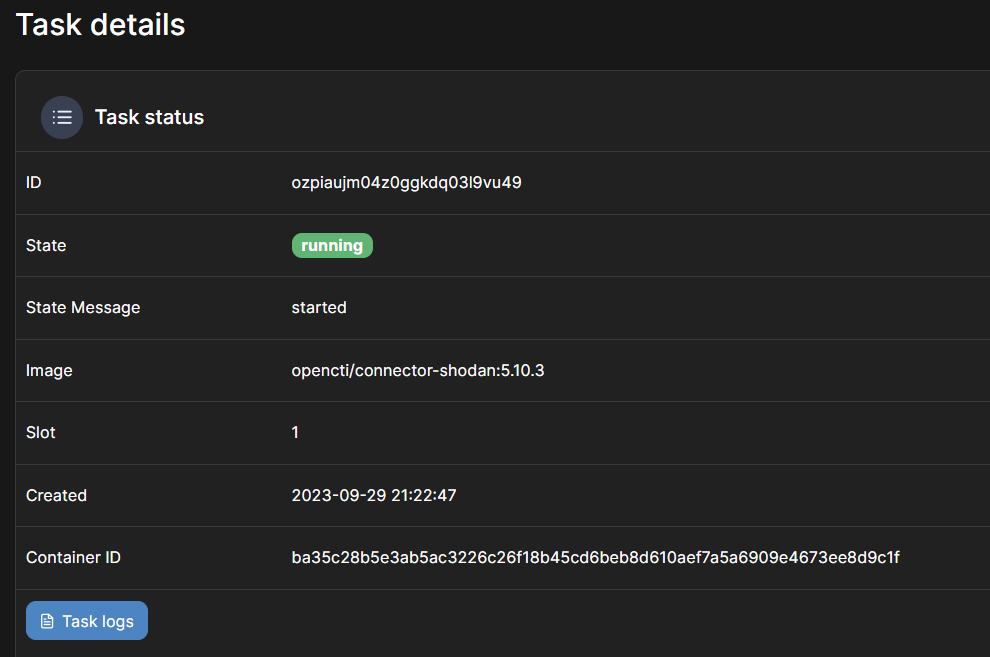 Task details
Task status
ID ozpiaujm04z0ggkdq03l9vu49
State running
State Message started
Image opencti/connector-shodan:5.10.3
Slot 1
Created 2023-09-29 21:22:47
Container ID ba35c28b5e3ab5ac3226c26f18b45cd6beb8d610aef7a5a6909e4673ee8d9c1f
Task logs